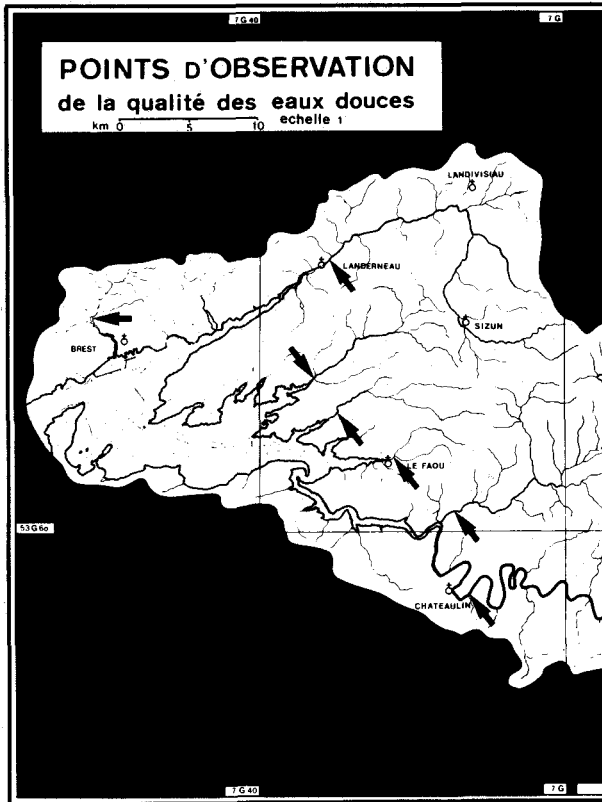 7 G 40
7 G
POINTS D'OBSERVATION
de la qualité des eaux douces
km 0 5 10 echelle 1
LANDIVISIAU
LANDERNEAU
SIZUN
BREST
LE FAOU
53 G 60
CHATEAULIN
7 G 40
7 G